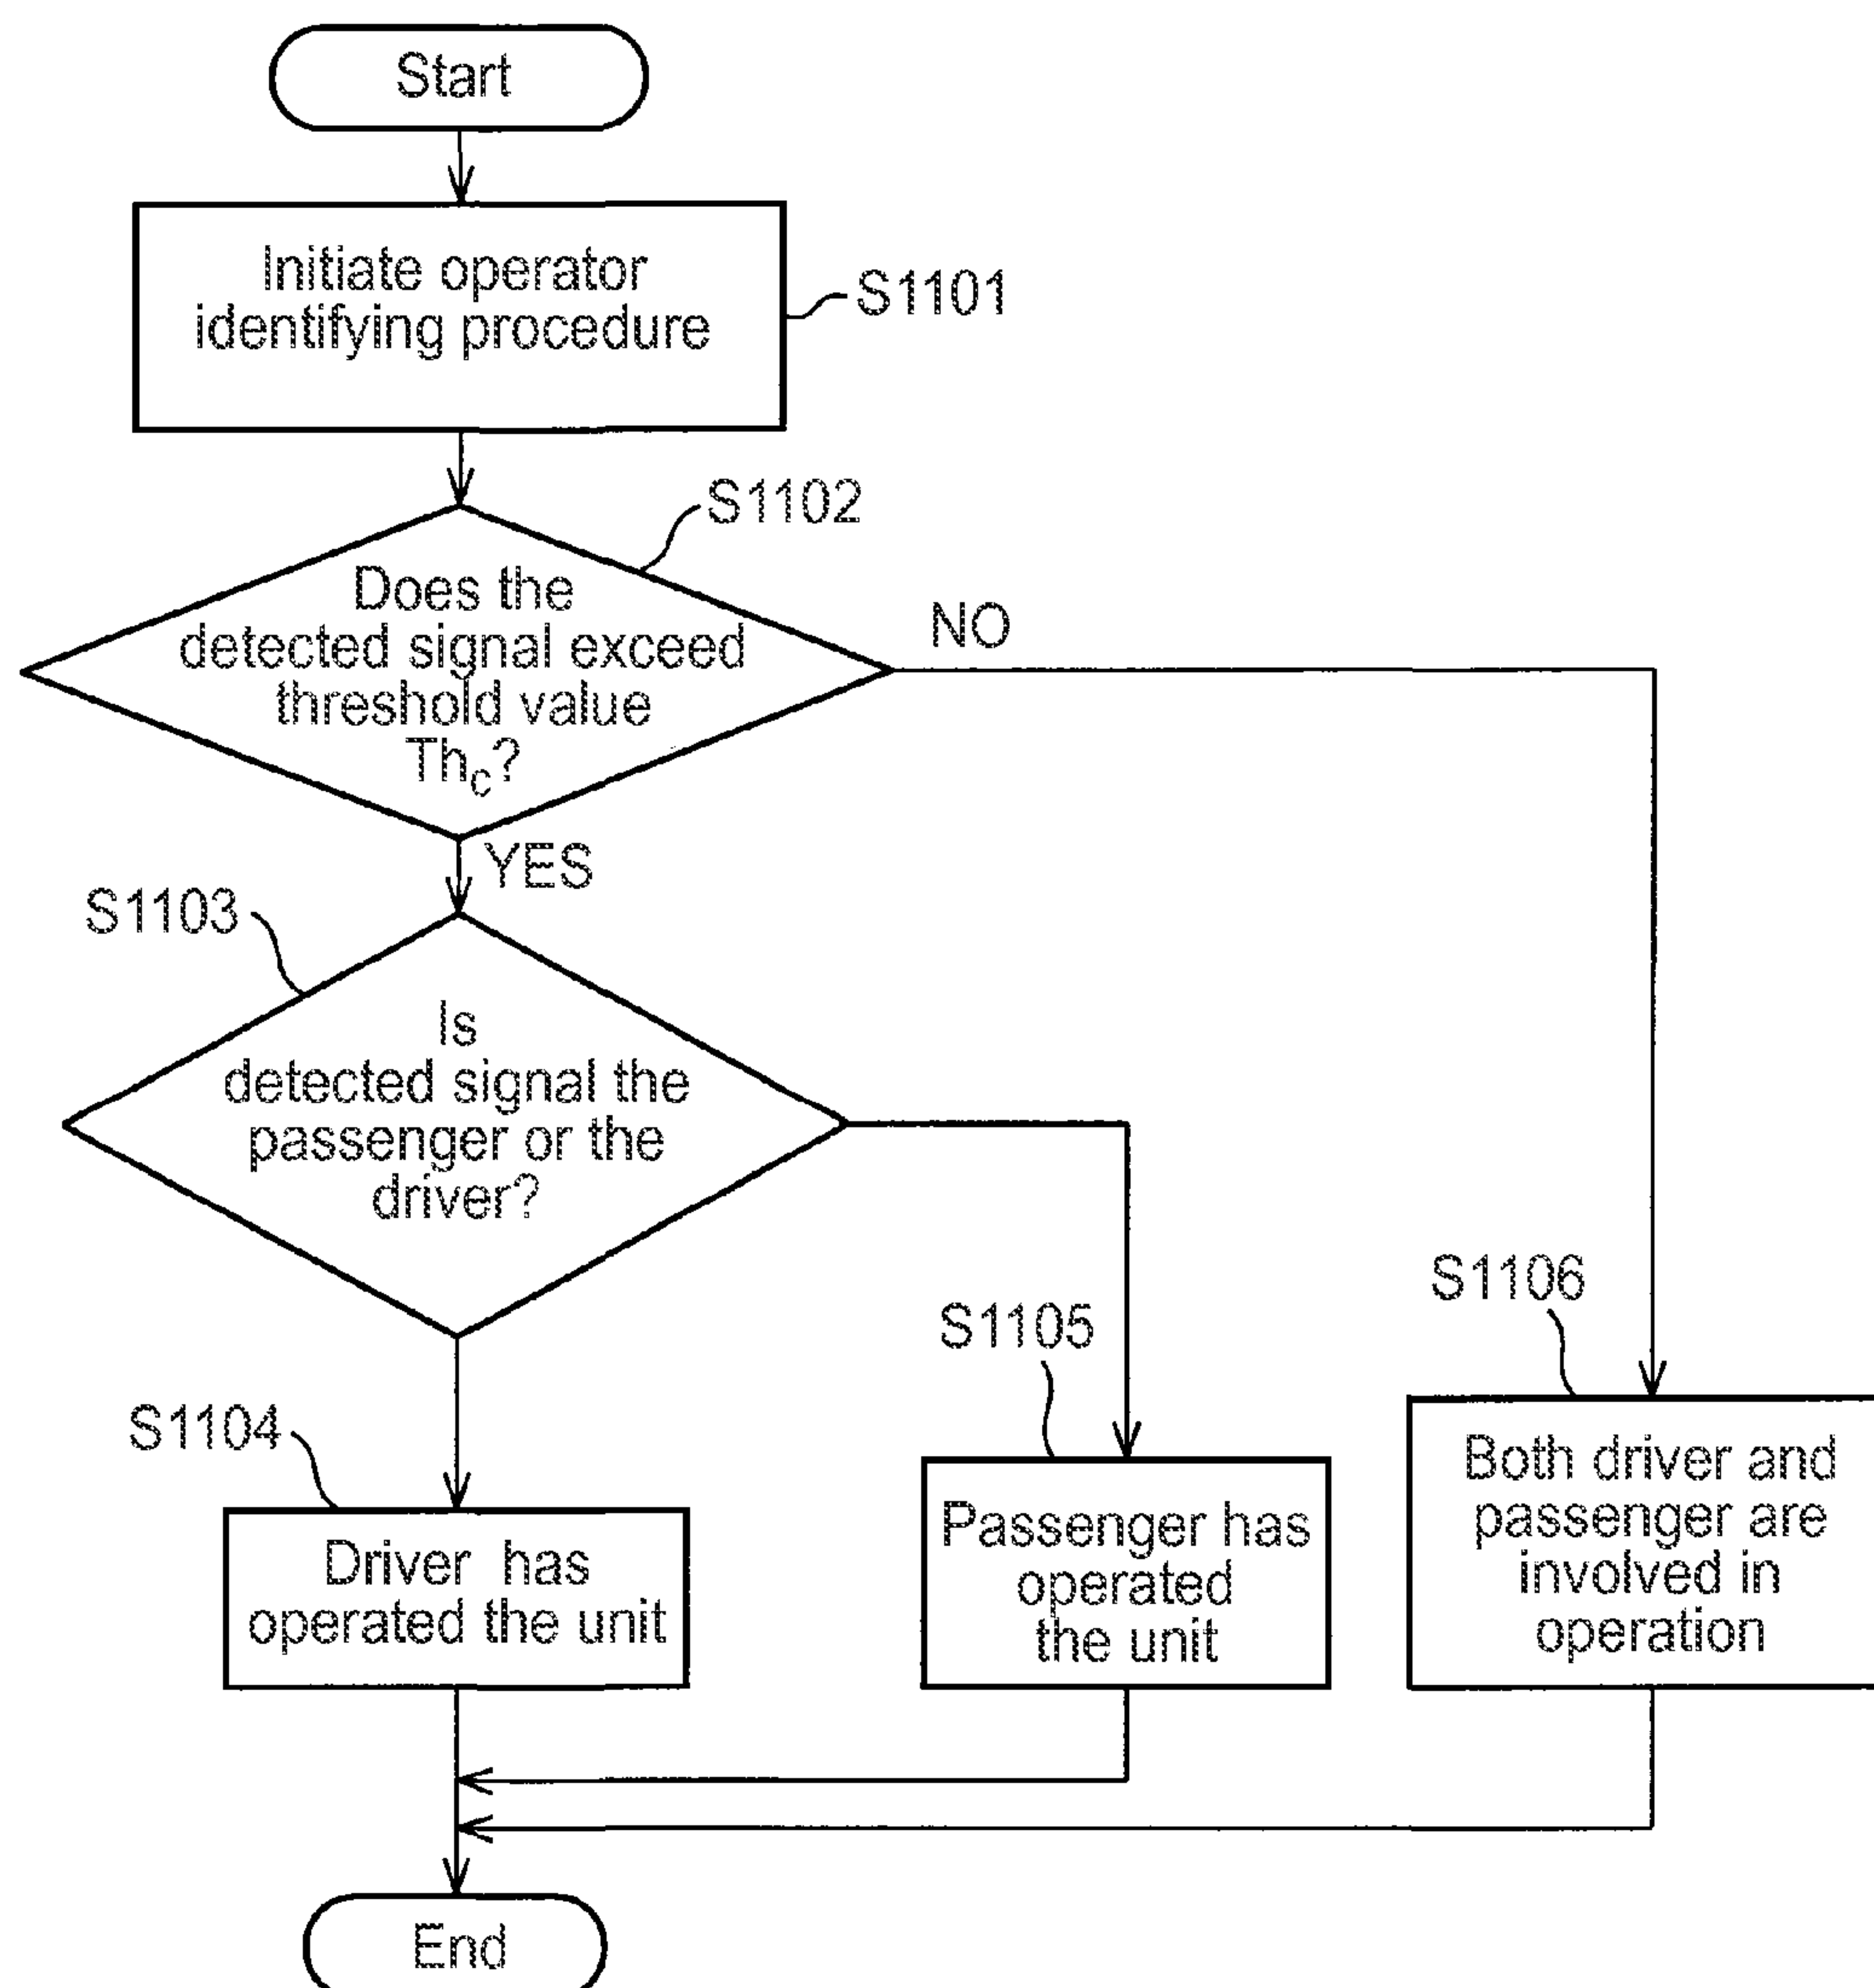 Start
Initiate operator
identifying procedure
S1101
S1102
Does the
detected signal exceed
threshold value
Thc?
NO
YES
S1103
Is
detected signal the
passenger or the
driver?
S1104
Driver has
operated the unit
S1105
Passenger has
operated
the unit
S1106
Both driver and
passenger are
involved in
operation
End